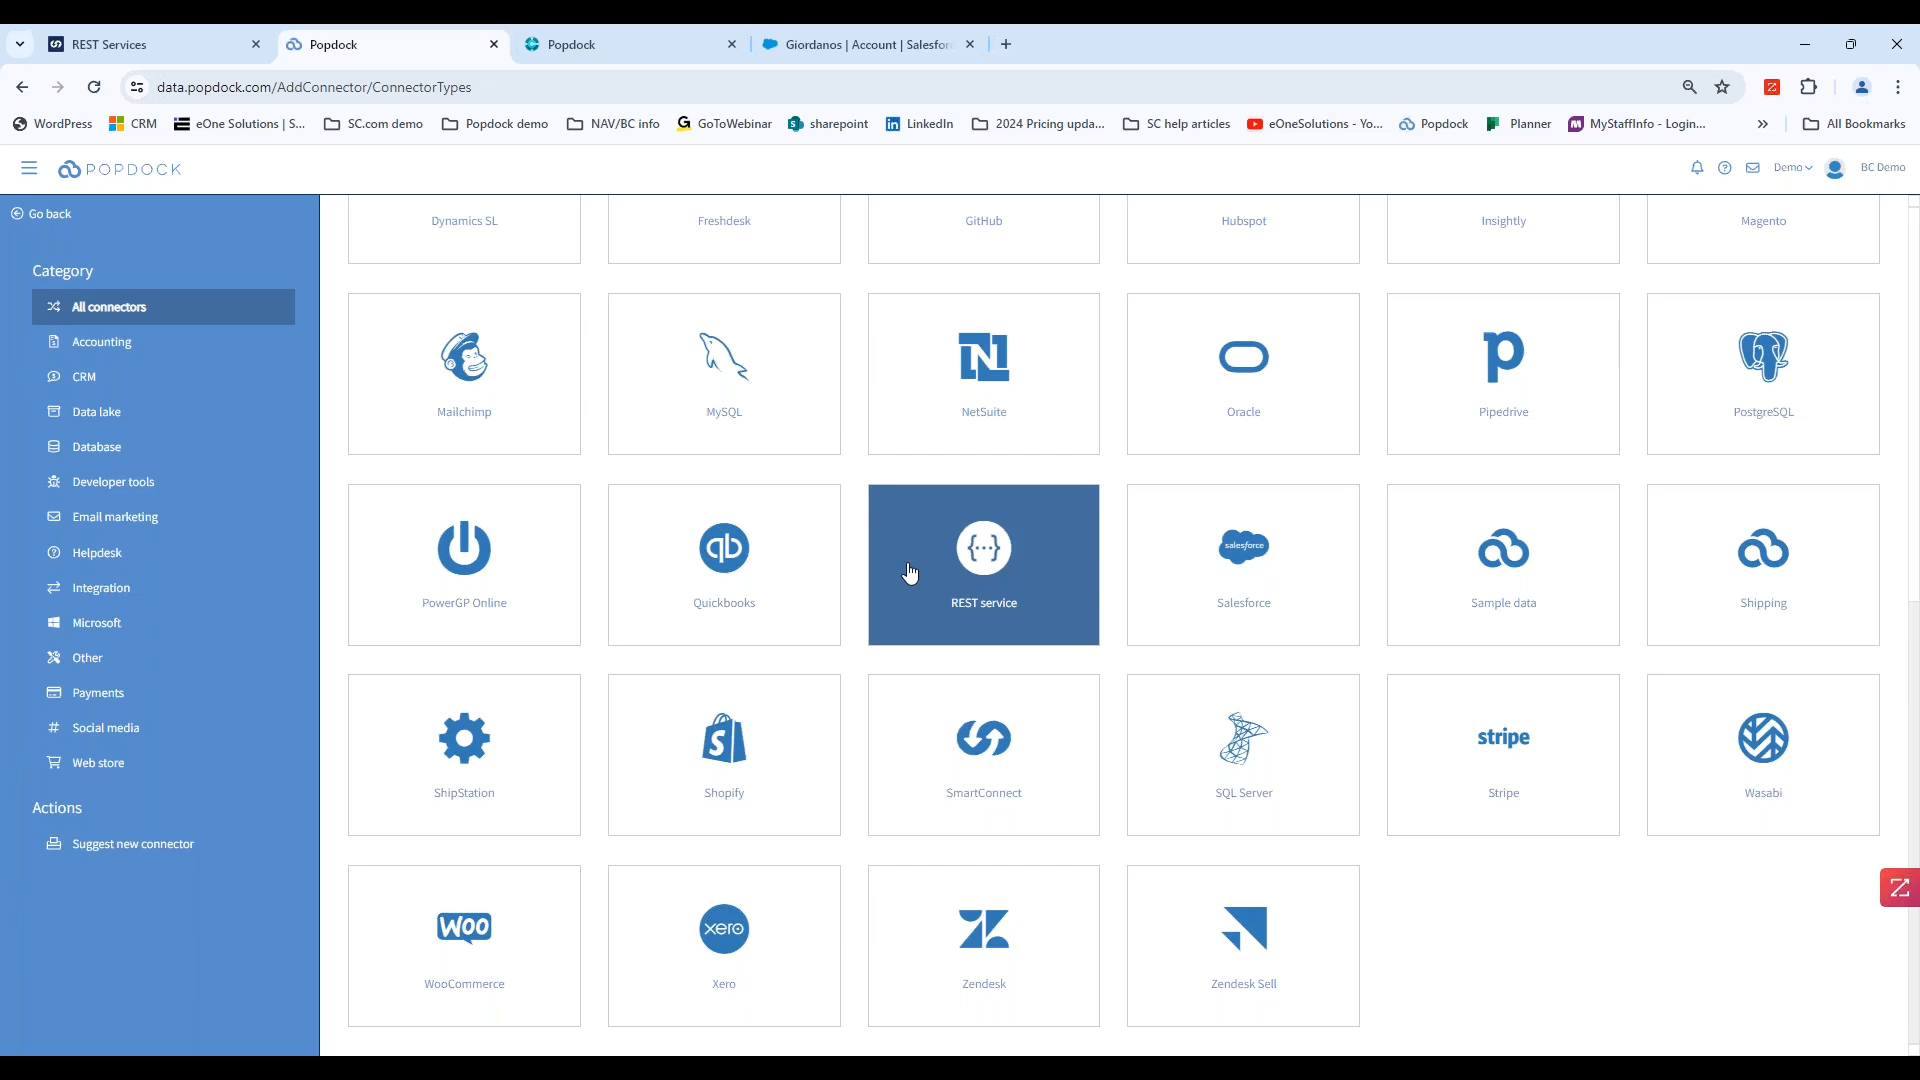 REST Services
Popdock
Popdock
Giordanos | Account | Salesfor
data.popdock.com/AddConnector/ConnectorTypes
WordPress
CRM
eOne Solutions | S...
SC.com demo
Popdock demo
NAV/BC info
GoToWebinar
sharepoint
LinkedIn
2024 Pricing upda...
SC help articles
eOneSolutions - Yo...
Popdock
Planner
MyStaffInfo - Login...
»
All Bookmarks
POPDOCK
Demo
BC Demo
Go back
Category
All connectors
Accounting
CRM
Data lake
Database
Developer tools
Email marketing
Helpdesk
Integration
Microsoft
Other
Payments
Social media
Web store
Actions
Suggest new connector
Dynamics SL
Freshdesk
GitHub
Hubspot
Insightly
Magento
Mailchimp
MySQL
NetSuite
Oracle
Pipedrive
PostgreSQL
PowerGP Online
qb
Quickbooks
{...}
REST service
salesforce
Salesforce
Sample data
Shipping
ShipStation
Shopify
SmartConnect
SQL Server
stripe
Stripe
Wasabi
WOO
WooCommerce
xero
Xero
Zendesk
Zendesk Sell